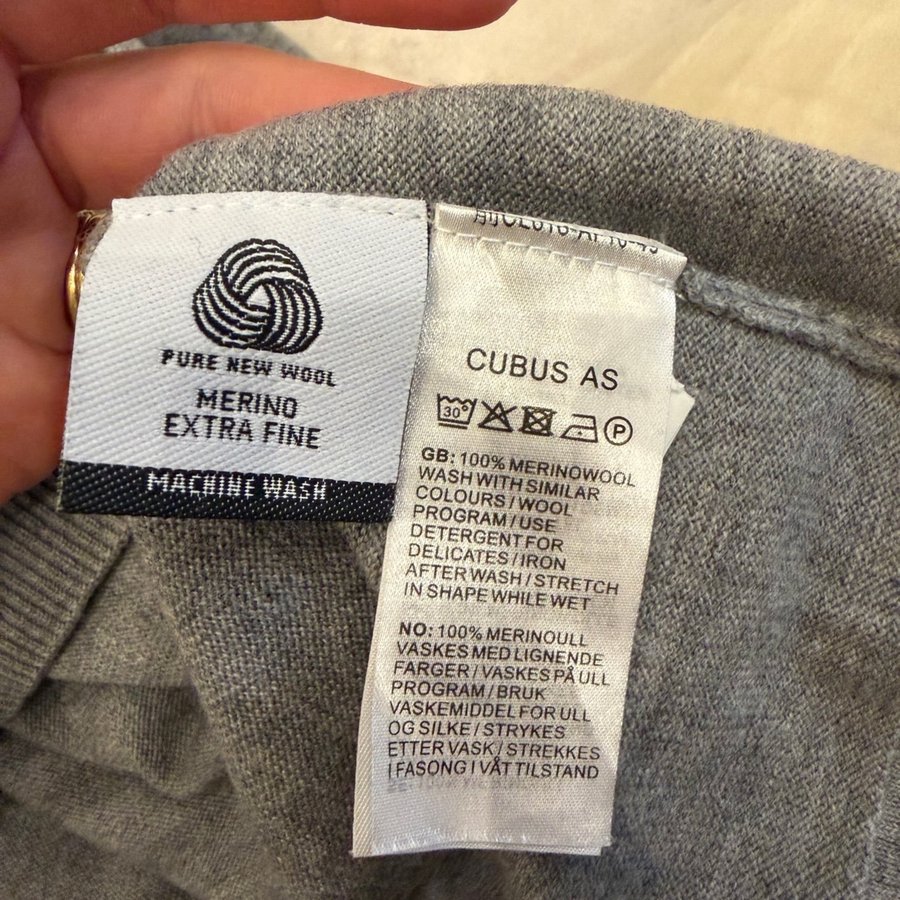 PURE NEW WOOL
MERINO
EXTRA FINE
MACHINE WASH
CUBUS AS
30°
P
GB: 100% MERINOWOOL
WASH WITH SIMILAR
COLOURS / WOOL
PROGRAM / USE
DETERGENT FOR
DELICATES / IRON
AFTER WASH / STRETCH
IN SHAPE WHILE WET
NO: 100% MERINOULL
VASKES MED LIGNENDE
FARGER / VASKES PÅ ULL
PROGRAM / BRUK
VASKEMIDDEL FOR ULL
OG SILKE / STRYKES
ETTER VASK / STREKKES
I FASONG I VÅT TILSTAND